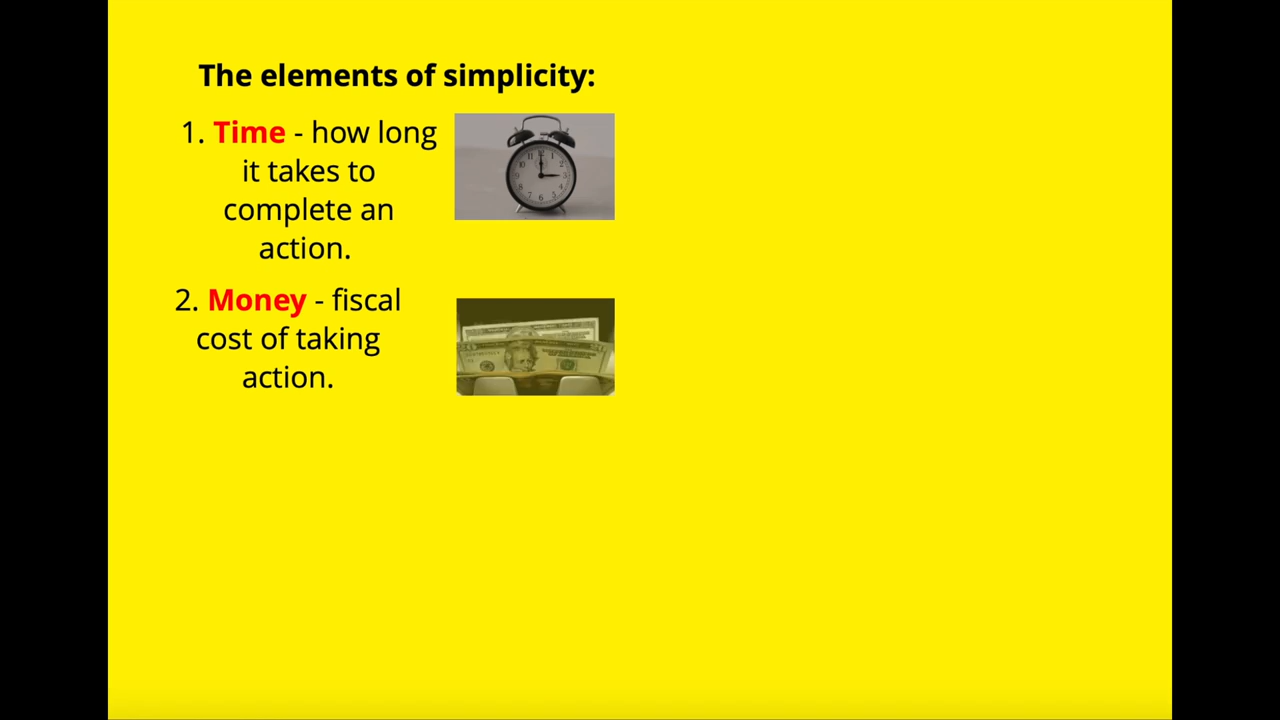 The elements of simplicity:
1. Time - how long
it takes to
complete an
action.
2. Money - fiscal
cost of taking
action.